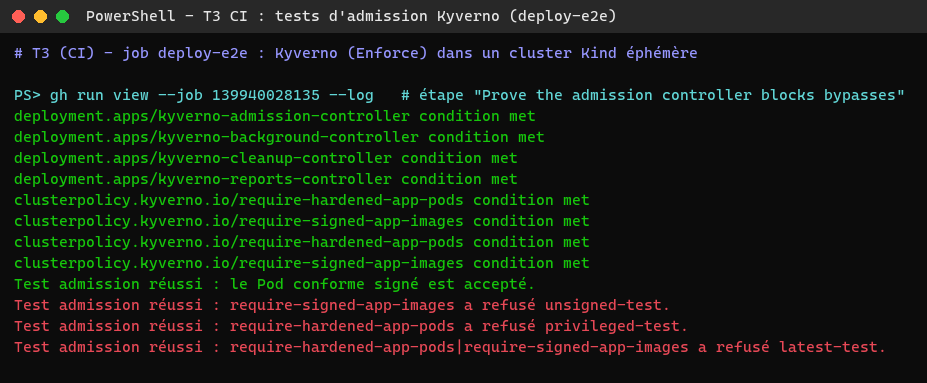 PowerShell - T3 CI : tests d'admission Kyverno (deploy-e2e)
# T3 (CI) - job deploy-e2e : Kyverno (Enforce) dans un cluster Kind éphémère
PS> gh run view --job 139940028135 --log   # étape "Prove the admission controller blocks bypasses"
deployment.apps/kyverno-admission-controller condition met
deployment.apps/kyverno-background-controller condition met
deployment.apps/kyverno-cleanup-controller condition met
deployment.apps/kyverno-reports-controller condition met
clusterpolicy.kyverno.io/require-hardened-app-pods condition met
clusterpolicy.kyverno.io/require-signed-app-images condition met
clusterpolicy.kyverno.io/require-hardened-app-pods condition met
clusterpolicy.kyverno.io/require-signed-app-images condition met
Test admission réussi : le Pod conforme signé est accepté.
Test admission réussi : require-signed-app-images a refusé unsigned-test.
Test admission réussi : require-hardened-app-pods a refusé privileged-test.
Test admission réussi : require-hardened-app-pods|require-signed-app-images a refusé latest-test.